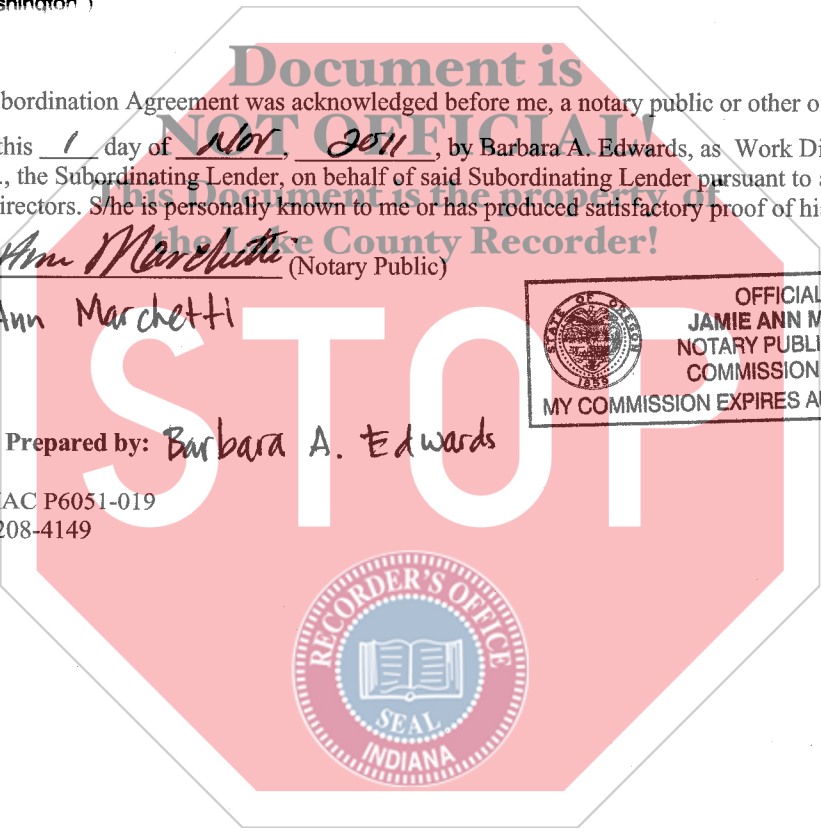 shington )
Document is
bordination Agreement was acknowledged before me, a notary public or other o
NOT OFFICIAL!
this 1 day of Nov, 2011, by Barbara A. Edwards, as Work Di
., the Subordinating Lender, on behalf of said Subordinating Lender pursuant to a
This Document is the property of
irectors. S/he is personally known to me or has produced satisfactory proof of hi
the Lake County Recorder!
Ann Marchetti (Notary Public)
Ann Marchetti
OFFICIAL
JAMIE ANN M
NOTARY PUBLI
COMMISSION
MY COMMISSION EXPIRES AU
STATE OF OREGON
1859
STOP
Prepared by: Barbara A. Edwards
AC P6051-019
208-4149
RECORDER'S OFFICE
SEAL
INDIANA